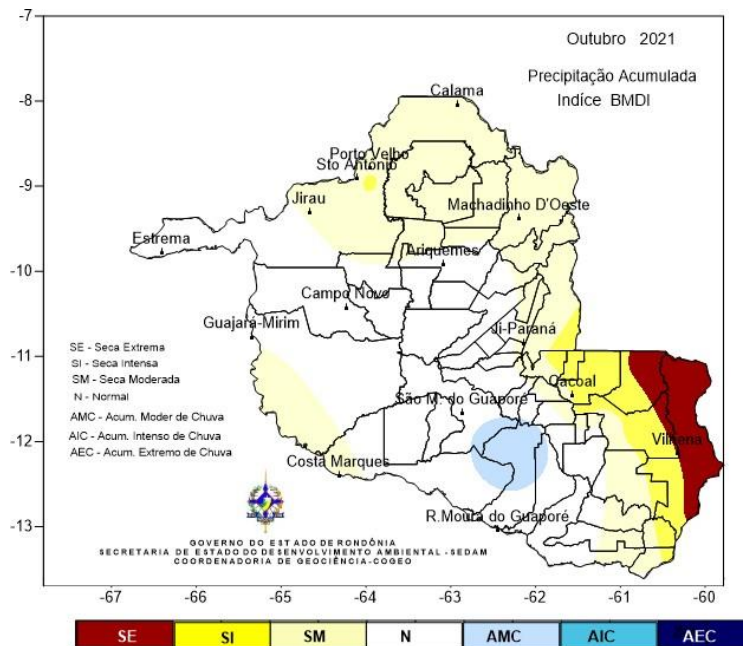 Outubro 2021
Precipitação Acumulada
Indíce BMDI
-7
-8
-9
-10
-11
-12
-13
Calama
Porto Velho
Sto Antônio
Jirau
Machadinho D'Oeste
Estrema
Ariquemes
Campo Novo
Guajará-Mirim
Ji-Paraná
Cacoal
São M. do Guaporé
Vilhena
Costa Marques
R.Moura do Guaporé
SE - Seca Extrema
SI - Seca Intensa
SM - Seca Moderada
N - Normal
AMC - Acum. Moder de Chuva
AIC - Acum. Intenso de Chuva
AEC - Acum. Extremo de Chuva
GOVERNO DO ESTADO DE RONDÔNIA
SECRETARIA DE ESTADO DO DESENVOLVIMENTO AMBIENTAL -SEDAM
COORDENADORIA DE GEOCIÊNCIA-COGEO
-67 -66 -65 -64 -63 -62 -61 -60
SE SI SM N AMC AIC AEC